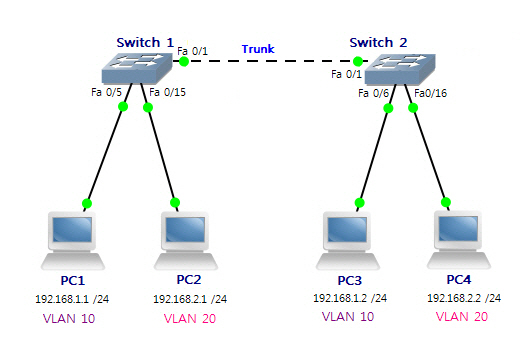 Switch 1
Fa 0/1
Trunk
Switch 2
Fa 0/1
Fa 0/5
Fa 0/15
Fa 0/6
Fa0/16
PC1
PC2
PC3
PC4
192.168.1.1 /24
192.168.2.1 /24
192.168.1.2 /24
192.168.2.2 /24
VLAN 10
VLAN 20
VLAN 10
VLAN 20